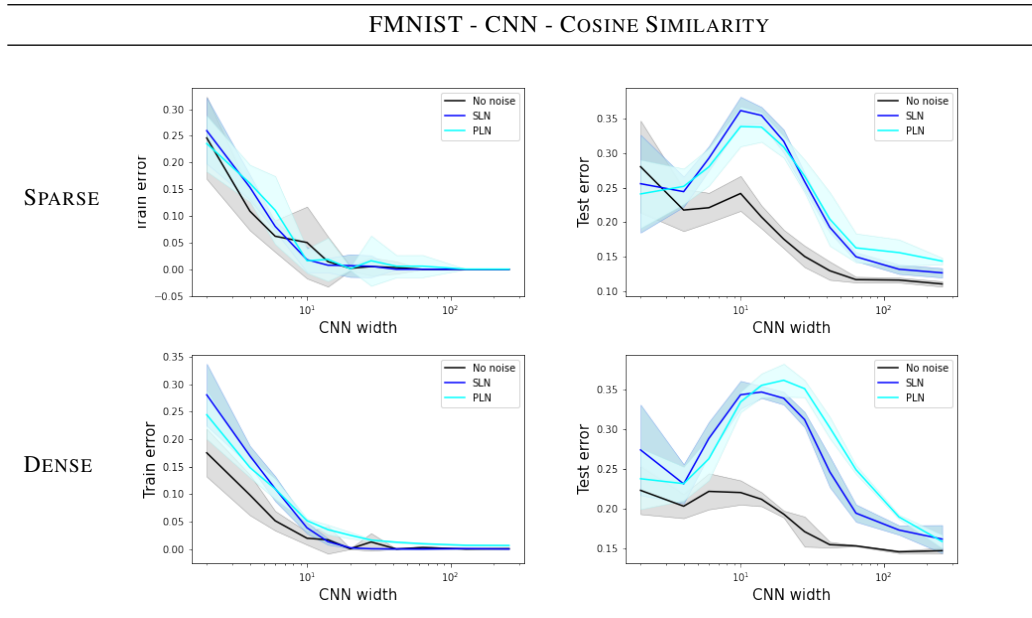 FMNIST - CNN - COSINE SIMILARITY
SPARSE
Train error
0.30
0.25
0.20
0.15
0.10
0.05
0.00
−0.05
10¹
10²
CNN width
No noise
SLN
PLN
Test error
0.35
0.30
0.25
0.20
0.15
0.10
10¹
10²
CNN width
No noise
SLN
PLN
DENSE
Train error
0.35
0.30
0.25
0.20
0.15
0.10
0.05
0.00
10¹
10²
CNN width
No noise
SLN
PLN
Test error
0.35
0.30
0.25
0.20
0.15
10¹
10²
CNN width
No noise
SLN
PLN